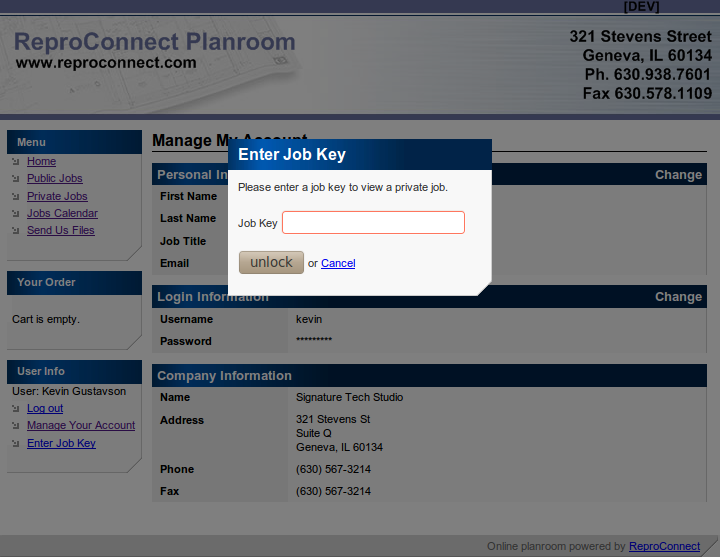 [DEV]
ReproConnect Planroom
www.reproconnect.com
321 Stevens Street
Geneva, IL 60134
Ph. 630.938.7601
Fax 630.578.1109
Menu
Home
Public Jobs
Private Jobs
Jobs Calendar
Send Us Files
Your Order
Cart is empty.
User Info
User: Kevin Gustavson
Log out
Manage Your Account
Enter Job Key
Manage My Account
Personal In
Change
First Name
Last Name
Job Title
Email
Enter Job Key
Please enter a job key to view a private job.
Job Key
unlock or Cancel
Login Information
Change
Username kevin
Password *********
Company Information
Name Signature Tech Studio
Address 321 Stevens St
Suite Q
Geneva, IL 60134
Phone (630) 567-3214
Fax (630) 567-3214
Online planroom powered by ReproConnect